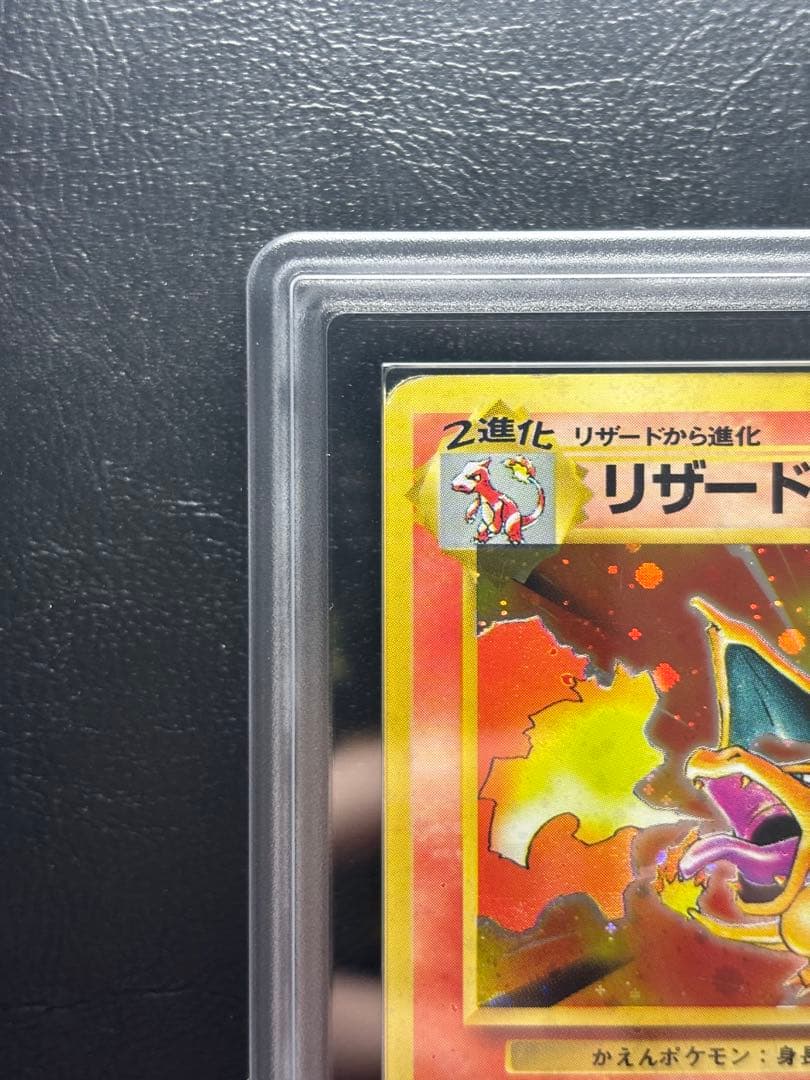 2進化 リザードから進化
リザード
かえんポケモン：身長